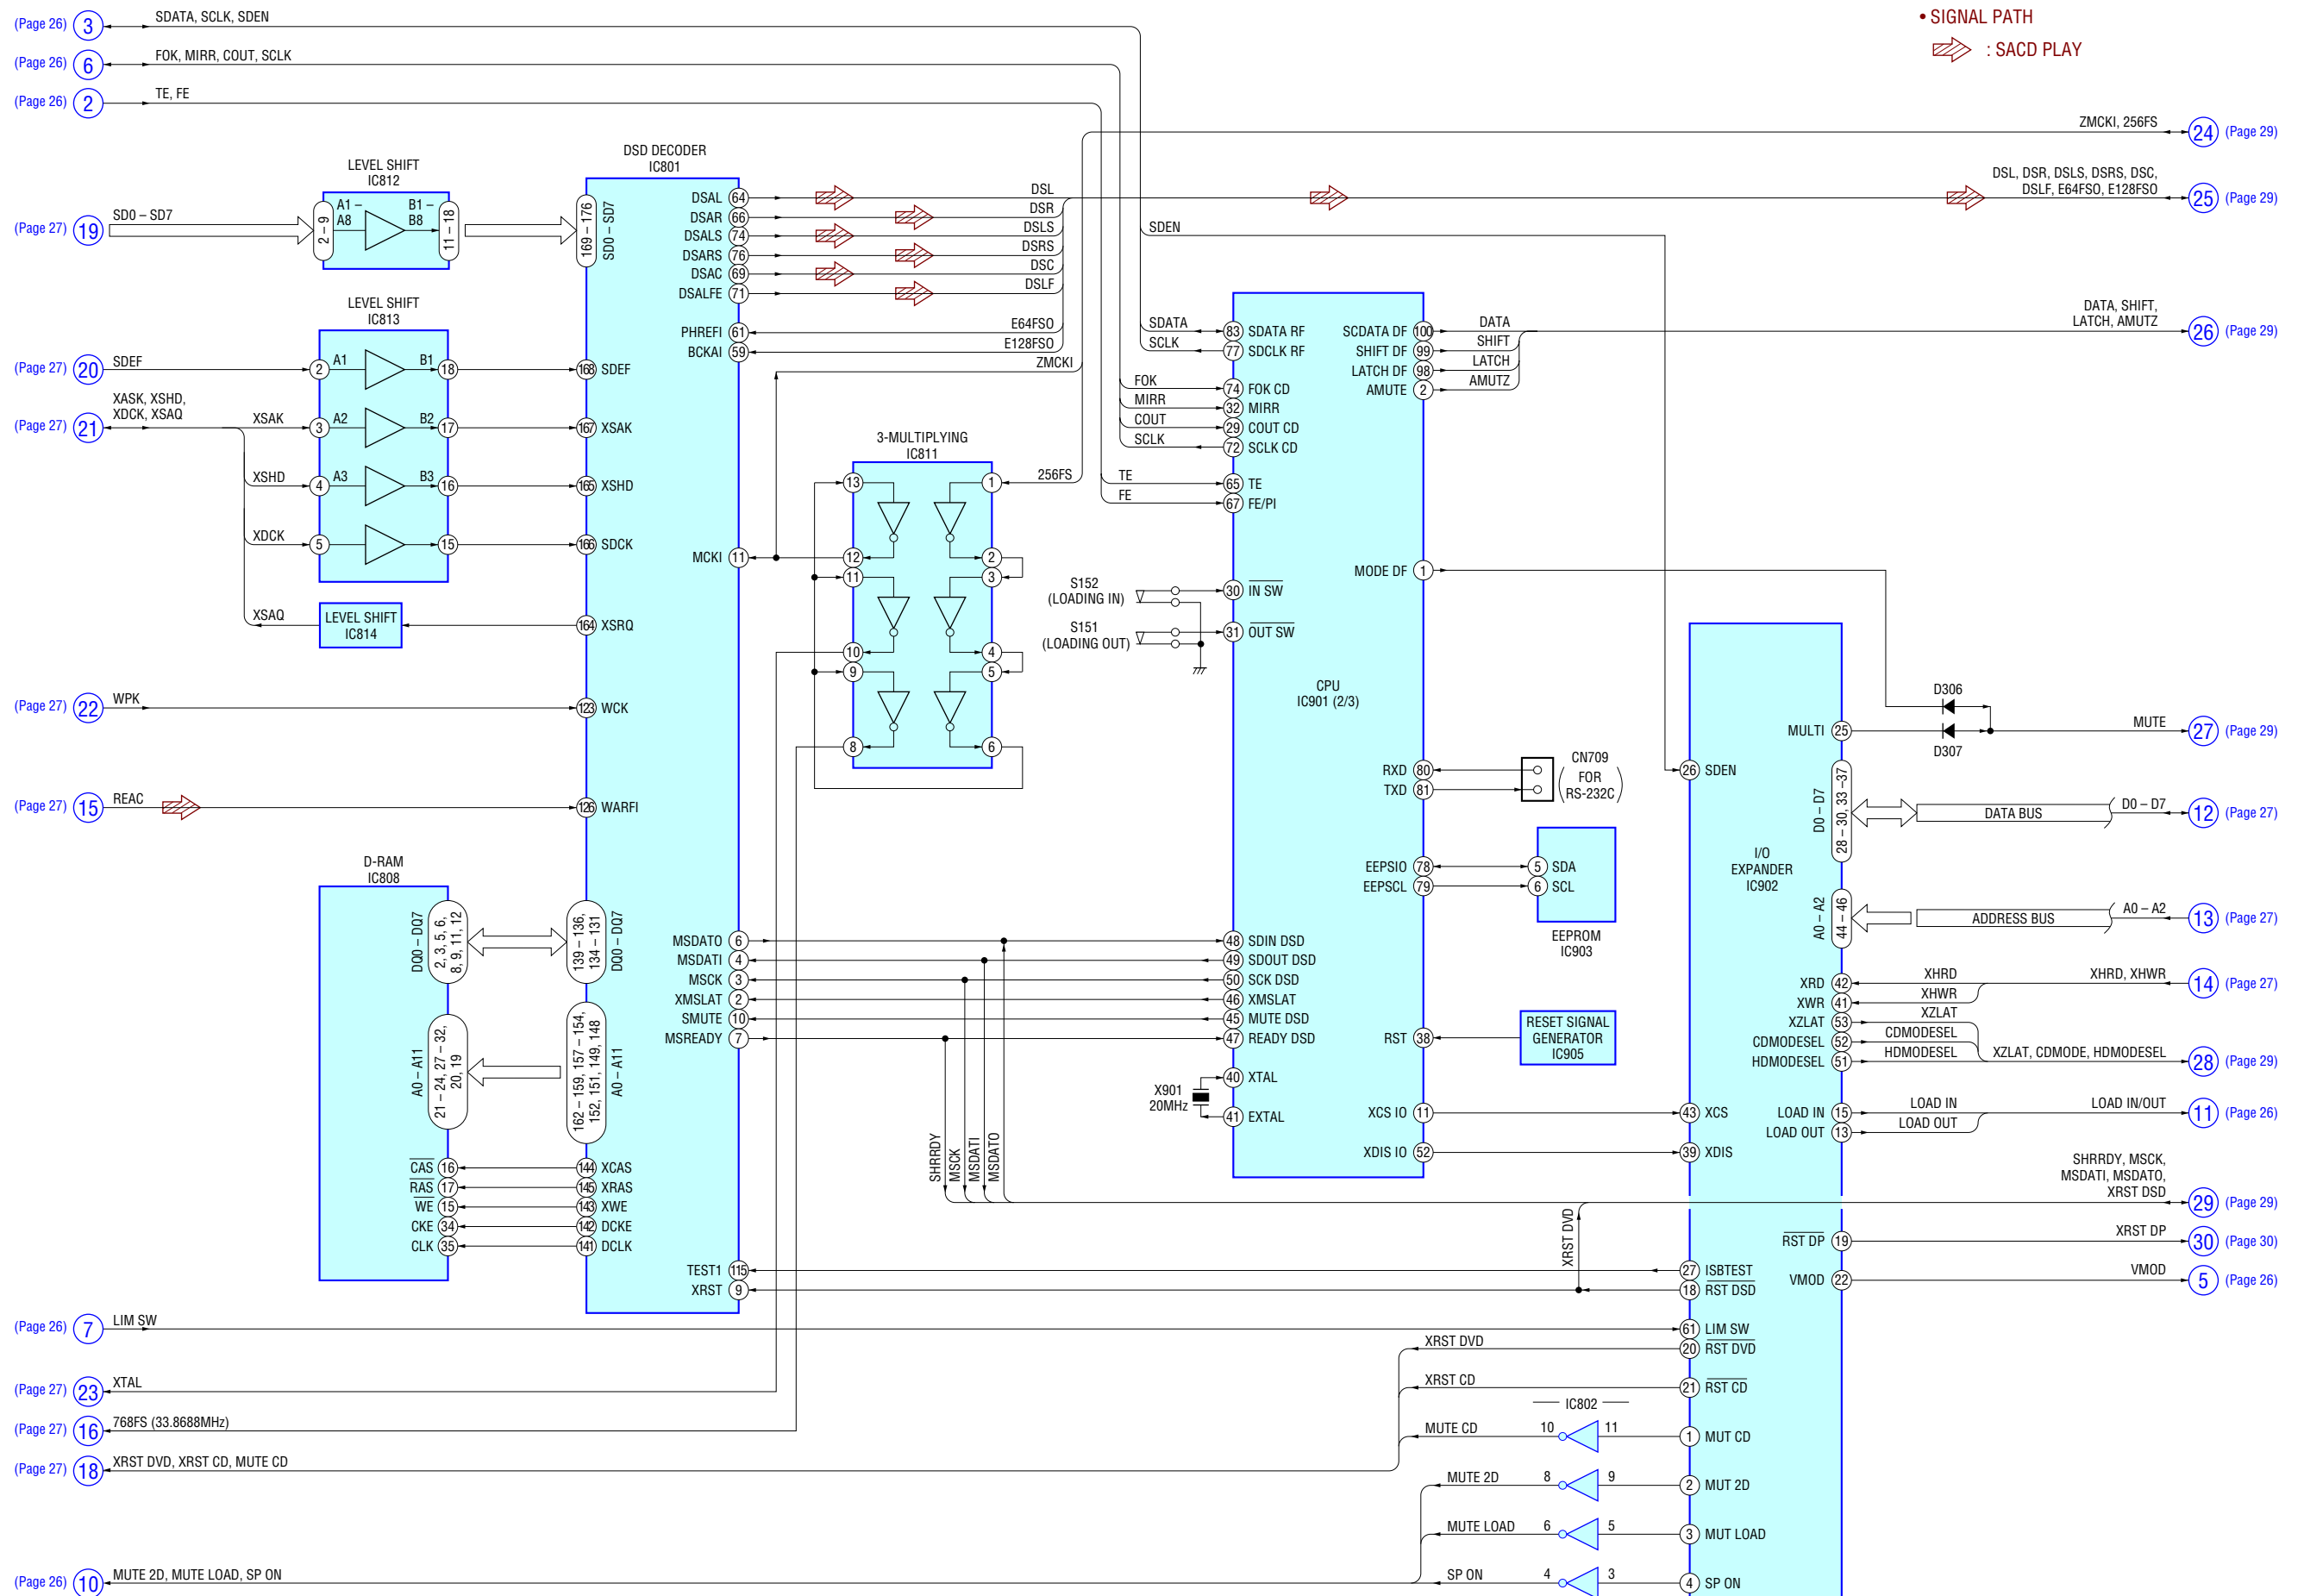 (Page 26) 3 SDATA, SCLK, SDEN
(Page 26) 6 FOK, MIRR, COUT, SCLK
(Page 26) 2 TE, FE
• SIGNAL PATH
: SACD PLAY
ZMCKI, 256FS 24 (Page 29)
DSL, DSR, DSLS, DSRS, DSC,
DSLF, E64FSO, E128FSO 25 (Page 29)
(Page 27) 19 SD0 – SD7
LEVEL SHIFT
IC812
A1 –
A8
B1 –
B8
2 – 9
11 – 18
169 – 176
SD0 – SD7
DSD DECODER
IC801
DSAL 64 DSL
DSAR 66 DSR
DSALS 74 DSLS
DSARS 76 DSRS
DSAC 69 DSC
DSALFE 71 DSLF
PHREFI 61 E64FSO
BCKAI 59 E128FSO
ZMCKI
MCKI 11
LEVEL SHIFT
IC813
(Page 27) 20 SDEF
2 A1 B1 18
168 SDEF
(Page 27) 21 XASK, XSHD,
XDCK, XSAQ
XSAK 3 A2 B2 17
167 XSAK
XSHD 4 A3 B3 16
165 XSHD
XDCK 5 15
166 SDCK
XSAQ
LEVEL SHIFT
IC814
164 XSRQ
(Page 27) 22 WPK
123 WCK
(Page 27) 15 REAC
126 WARFI
3-MULTIPLYING
IC811
13 1 256FS
12 2
11 3
10 4
9 5
8 6
SDEN
SDATA 83 SDATA RF
SCLK 77 SDCLK RF
FOK 74 FOK CD
MIRR 32 MIRR
COUT 29 COUT CD
SCLK 72 SCLK CD
TE 65 TE
FE 67 FE/PI
S152
(LOADING IN)
30 IN SW
S151
(LOADING OUT)
31 OUT SW
CPU
IC901 (2/3)
SCDATA DF 100 DATA
SHIFT DF 99 SHIFT
LATCH DF 98 LATCH
AMUTE 2 AMUTZ
DATA, SHIFT,
LATCH, AMUTZ 26 (Page 29)
MODE DF 1
D306
D307
MULTI 25
MUTE 27 (Page 29)
26 SDEN
RXD 80
TXD 81
CN709
FOR
RS-232C
EEPSIO 78 5 SDA
EEPSCL 79 6 SCL
EEPROM
IC903
I/O
EXPANDER
IC902
D0 – D7
28 – 30, 33 –37
DATA BUS
D0 – D7 12 (Page 27)
A0 – A2
44 – 46
ADDRESS BUS
A0 – A2 13 (Page 27)
D-RAM
IC808
DQ0 – DQ7
2, 3, 5, 6,
8, 9, 11, 12
139 – 136,
134 – 131
DQ0 – DQ7
A0 – A11
21 – 24, 27 – 32,
20, 19
162 – 159, 157 – 154,
152, 151, 149, 148
A0 – A11
CAS 16 144 XCAS
RAS 17 145 XRAS
WE 15 143 XWE
CKE 34 142 DCKE
CLK 35 141 DCLK
MSDATO 6 48 SDIN DSD
MSDATI 4 49 SDOUT DSD
MSCK 3 50 SCK DSD
XMSLAT 2 46 XMSLAT
SMUTE 10 45 MUTE DSD
MSREADY 7 47 READY DSD
SHRRDY
MSCK
MSDATI
MSDATO
X901
20MHz
40 XTAL
41 EXTAL
RST 38
RESET SIGNAL
GENERATOR
IC905
XCS IO 11 43 XCS
XDIS IO 52 39 XDIS
XRD 42 XHRD
XWR 41 XHWR
XHRD, XHWR 14 (Page 27)
XZLAT 53 XZLAT
CDMODESEL 52 CDMODESEL
HDMODESEL 51 HDMODESEL
XZLAT, CDMODE, HDMODESEL 28 (Page 29)
LOAD IN 15 LOAD IN
LOAD OUT 13 LOAD OUT
LOAD IN/OUT 11 (Page 26)
SHRRDY, MSCK,
MSDATI, MSDATO,
XRST DSD 29 (Page 29)
XRST DVD
RST DP 19 XRST DP 30 (Page 30)
VMOD 22 VMOD 5 (Page 26)
TEST1 115 27 ISBTEST
XRST 9 18 RST DSD
(Page 26) 7 LIM SW
61 LIM SW
XRST DVD 20 RST DVD
XRST CD 21 RST CD
(Page 27) 23 XTAL
(Page 27) 16 768FS (33.8688MHz)
(Page 27) 18 XRST DVD, XRST CD, MUTE CD
IC802
MUTE CD 10 11 1 MUT CD
MUTE 2D 8 9 2 MUT 2D
MUTE LOAD 6 5 3 MUT LOAD
(Page 26) 10 MUTE 2D, MUTE LOAD, SP ON
SP ON 4 3 4 SP ON